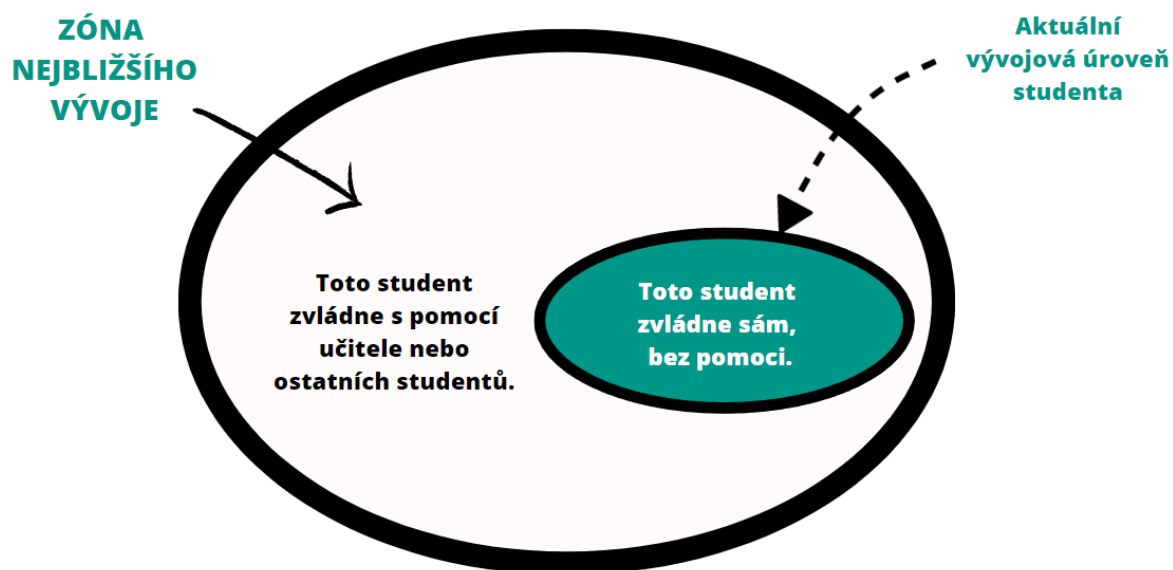 ZÓNA
NEJBLIŽŠÍHO
VÝVOJE
Aktuální
vývojová úroveň
studenta
Toto student
zvládne s pomocí
učitele nebo
ostatních studentů.
Toto student
zvládne sám,
bez pomoci.